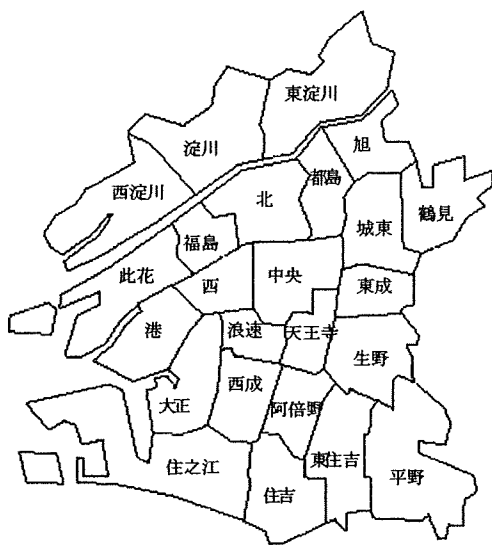 東淀川
淀川
旭
都島
西淀川
北
鶴見
城東
福島
此花
西
中央
東成
港
浪速
天王寺
生野
西成
大正
阿倍野
住之江
東住吉
平野
住吉